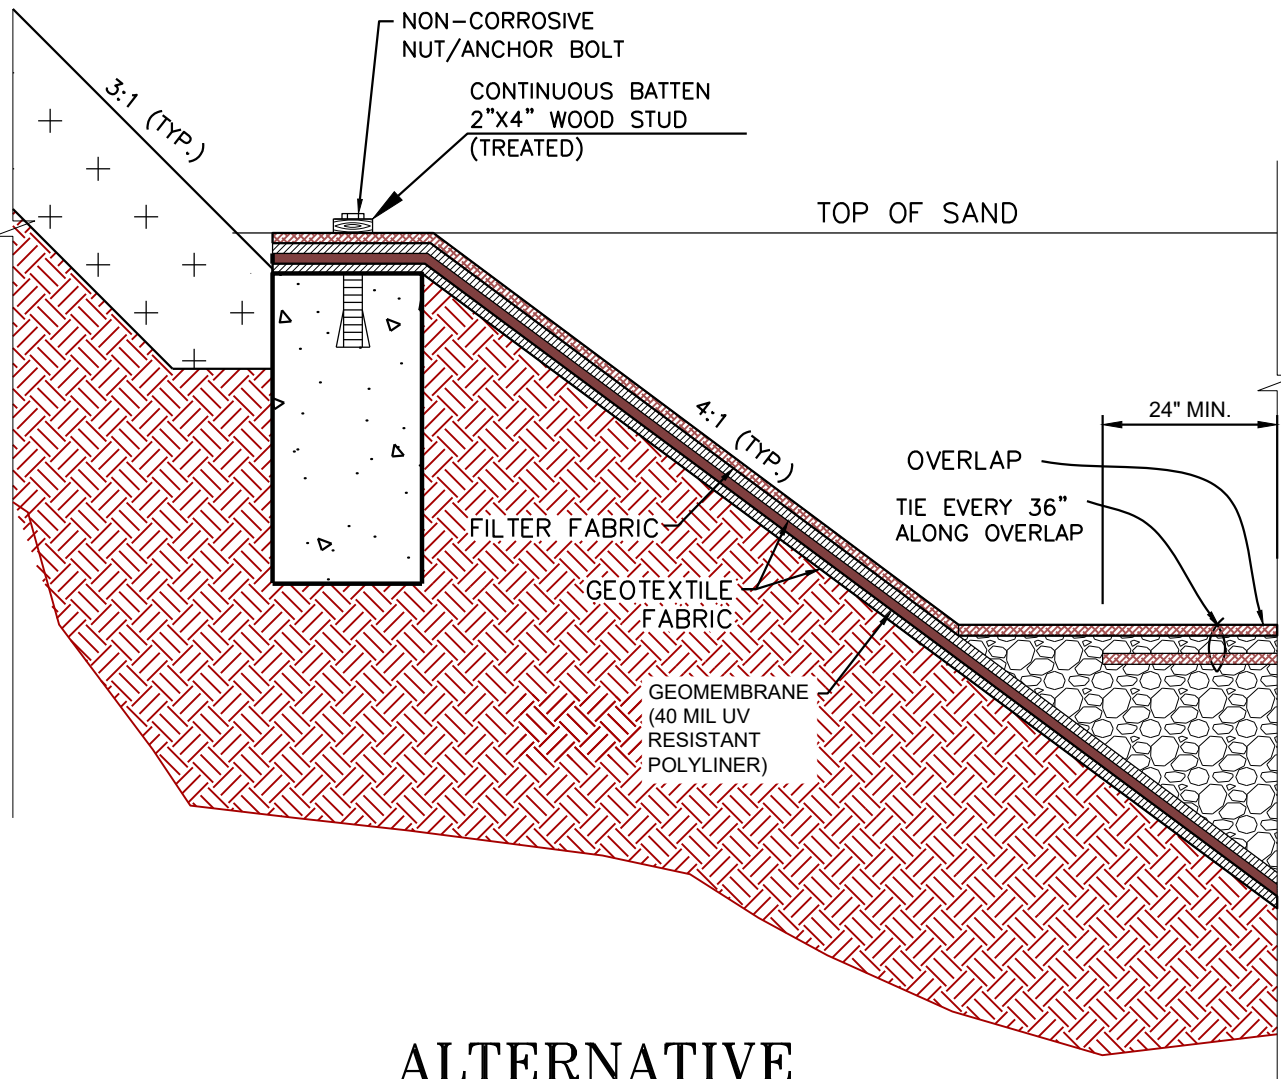 NON-CORROSIVE
NUT/ANCHOR BOLT
CONTINUOUS BATTEN
2"X4" WOOD STUD
(TREATED)
3:1 (TYP.)
TOP OF SAND
24" MIN.
4:1 (TYP.)
OVERLAP
TIE EVERY 36"
ALONG OVERLAP
FILTER FABRIC
GEOTEXTILE
FABRIC
GEOMEMBRANE
(40 MIL UV
RESISTANT
POLYLINER)
ALTERNATIVE